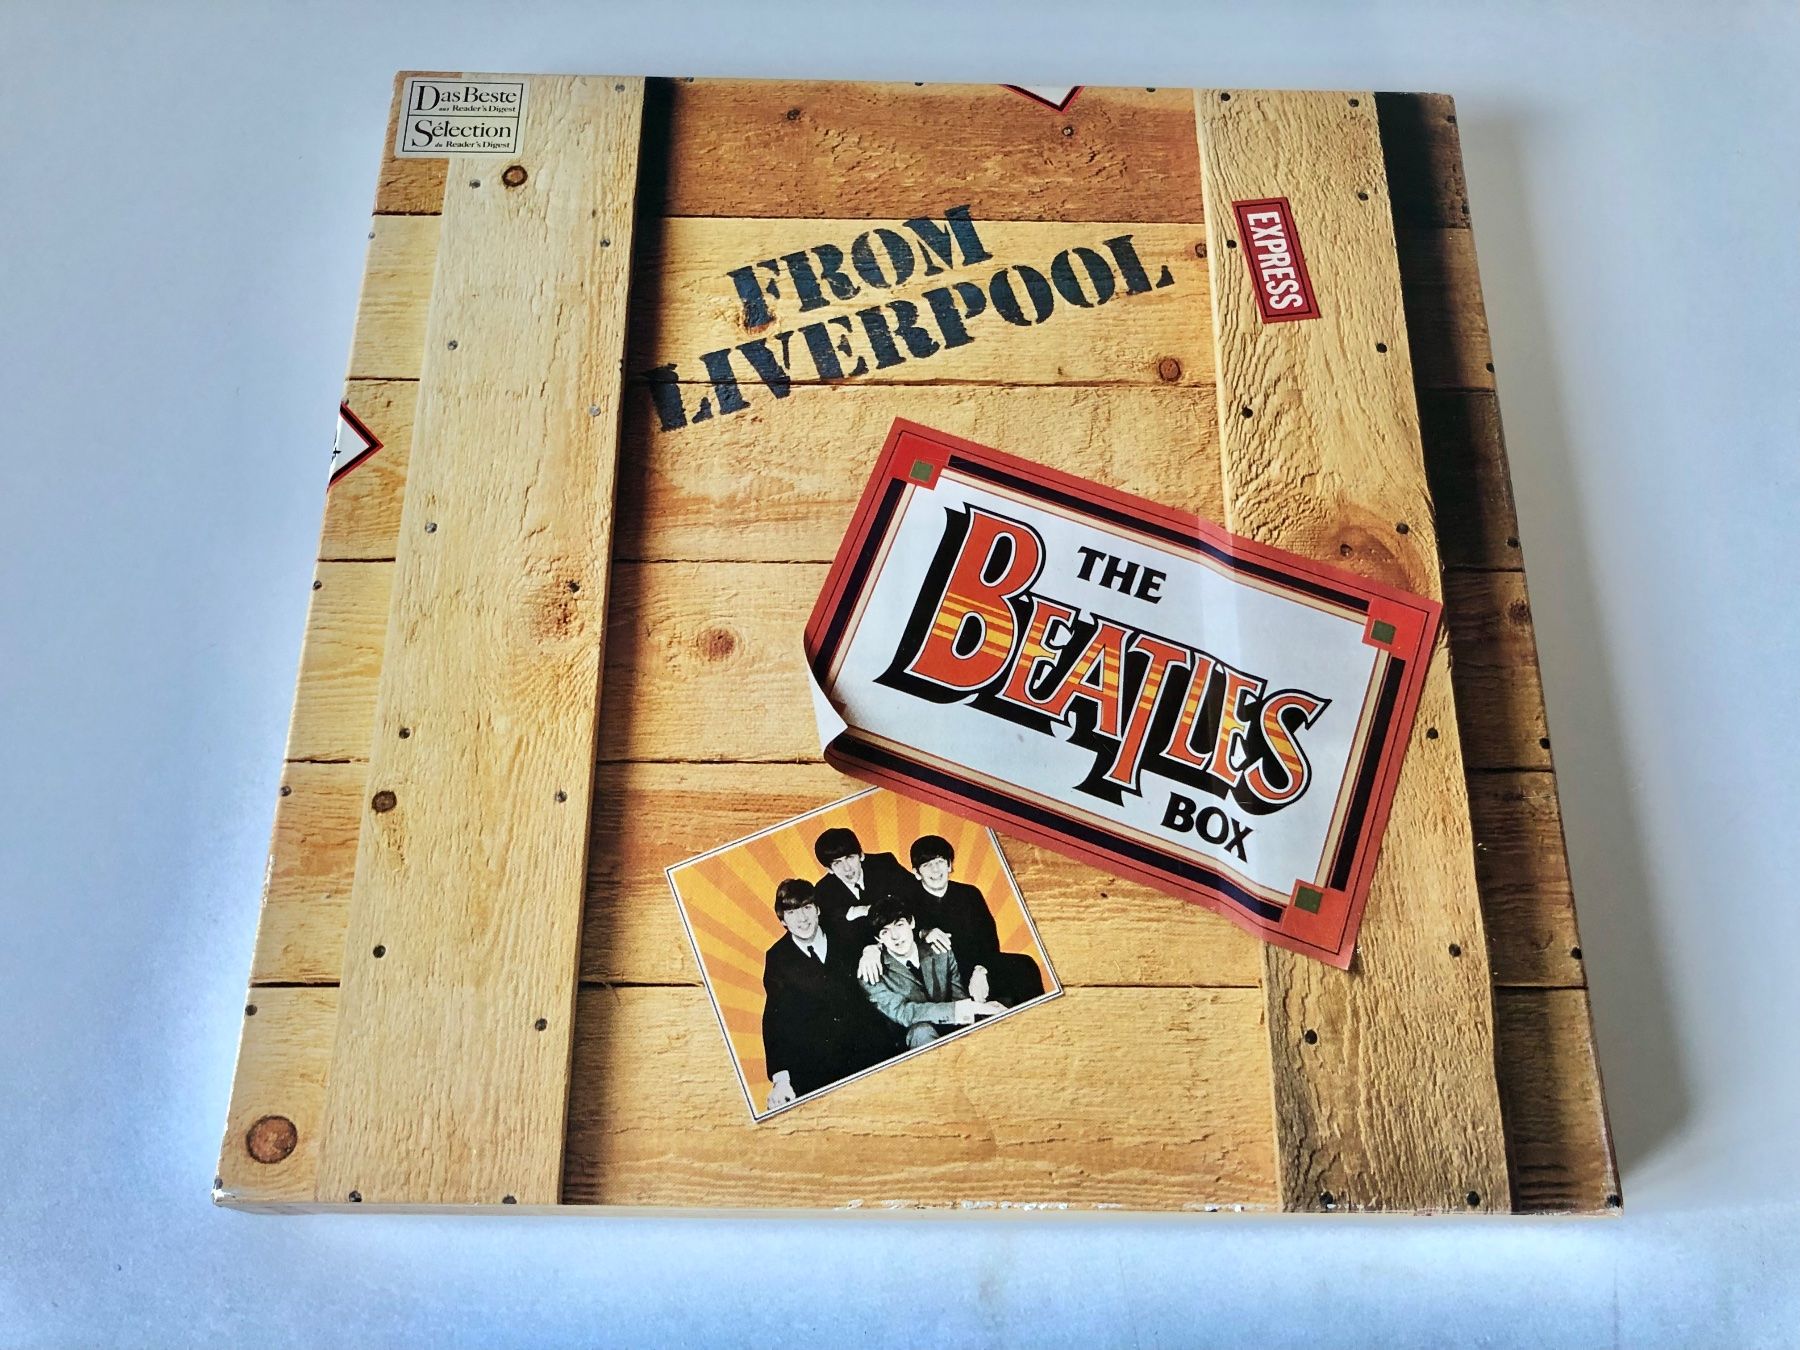 Das Beste
aus Reader's Digest
Sélection
du Reader's Digest
FROM
LIVERPOOL
EXPRESS
THE
BEATLES
BOX